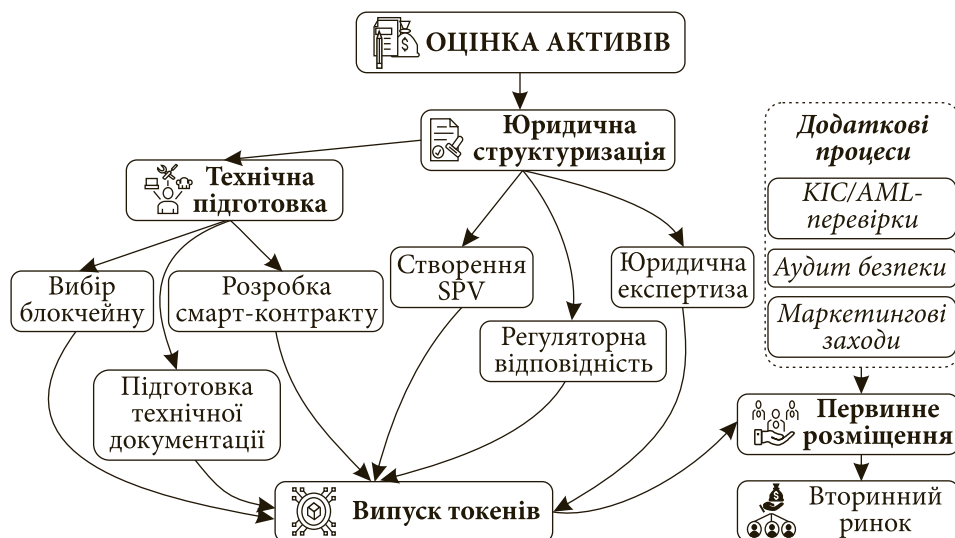 ОЦІНКА АКТИВІВ
Юридична
структуризація
Технічна
підготовка
Вибір
блокчейну
Розробка
смарт-контракту
Підготовка
технічної
документації
Створення
SPV
Регуляторна
відповідність
Юридична
експертиза
Випуск токенів
Додаткові
процеси
KIC/AML-
перевірки
Аудит безпеки
Маркетингові
заходи
Первинне
розміщення
Вторинний
ринок